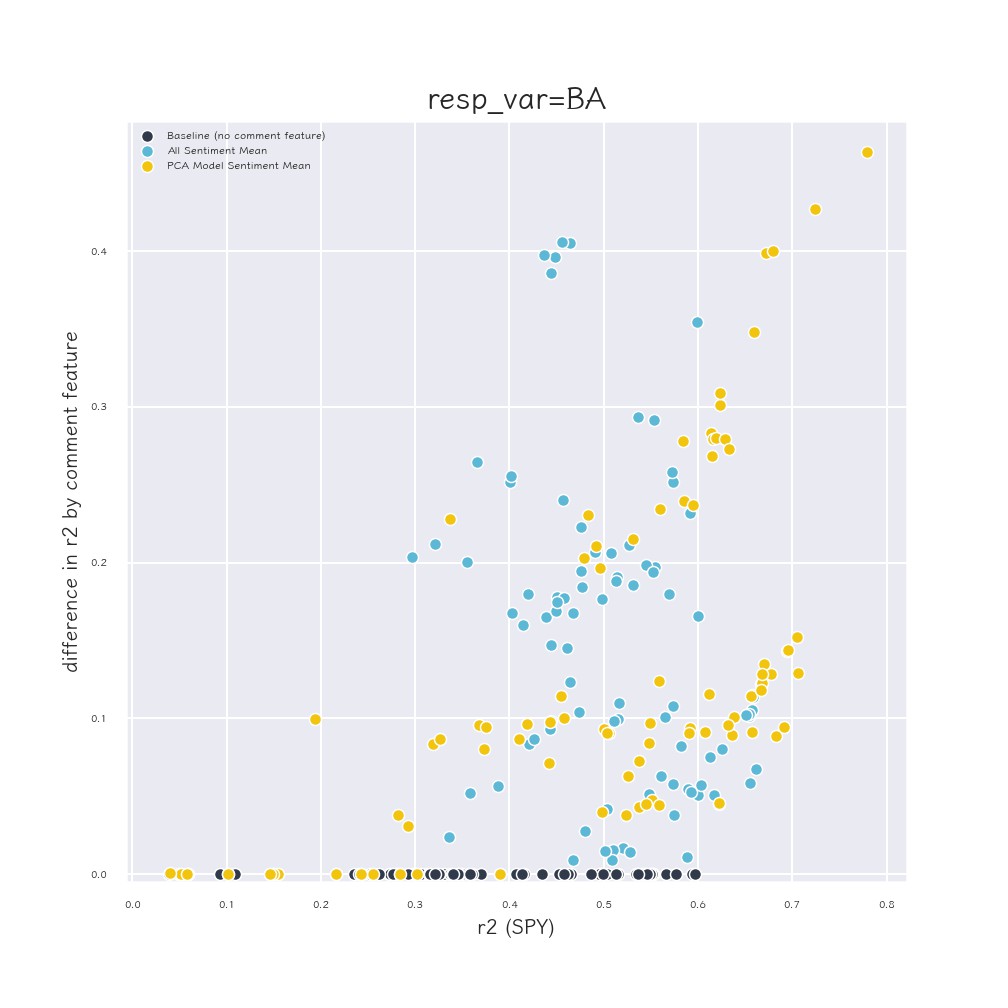 resp_var=BA
Baseline (no comment feature)
All Sentiment Mean
PCA Model Sentiment Mean
difference in r2 by comment feature
0.4
0.3
0.2
0.1
0.0
0.0 0.1 0.2 0.3 0.4 0.5 0.6 0.7 0.8
r2 (SPY)